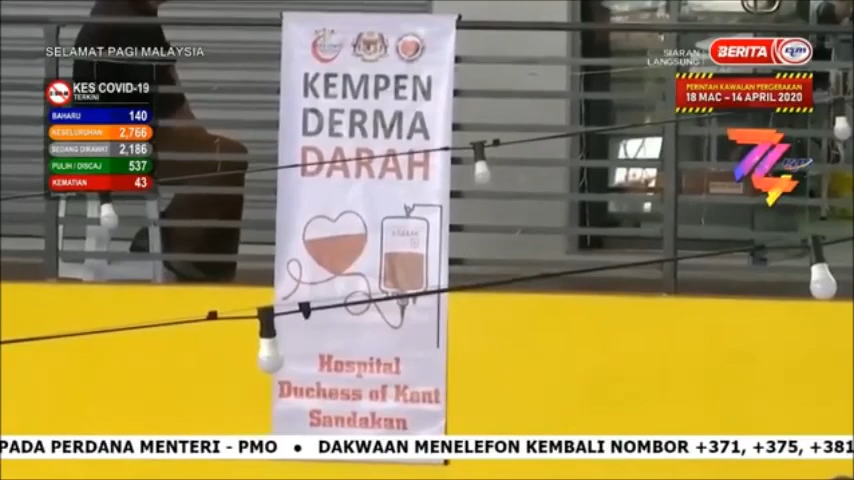 SELAMAT PAGI MALAYSIA
SIARAN
LANGSUNG
BERITA
KES COVID-19
TERKINI
BAHARU 140
KESELURUHAN 2,766
SEDANG DIRAWAT 2,186
PULIH / DISCAJ 537
KEMATIAN 43
PERINTAH KAWALAN PERGERAKAN
18 MAC - 14 APRIL 2020
74
KEMPEN
DERMA
DARAH
Hospital
Duchess of Kent
Sandakan
PADA PERDANA MENTERI - PMO • DAKWAAN MENELEFON KEMBALI NOMBOR +371, +375, +381